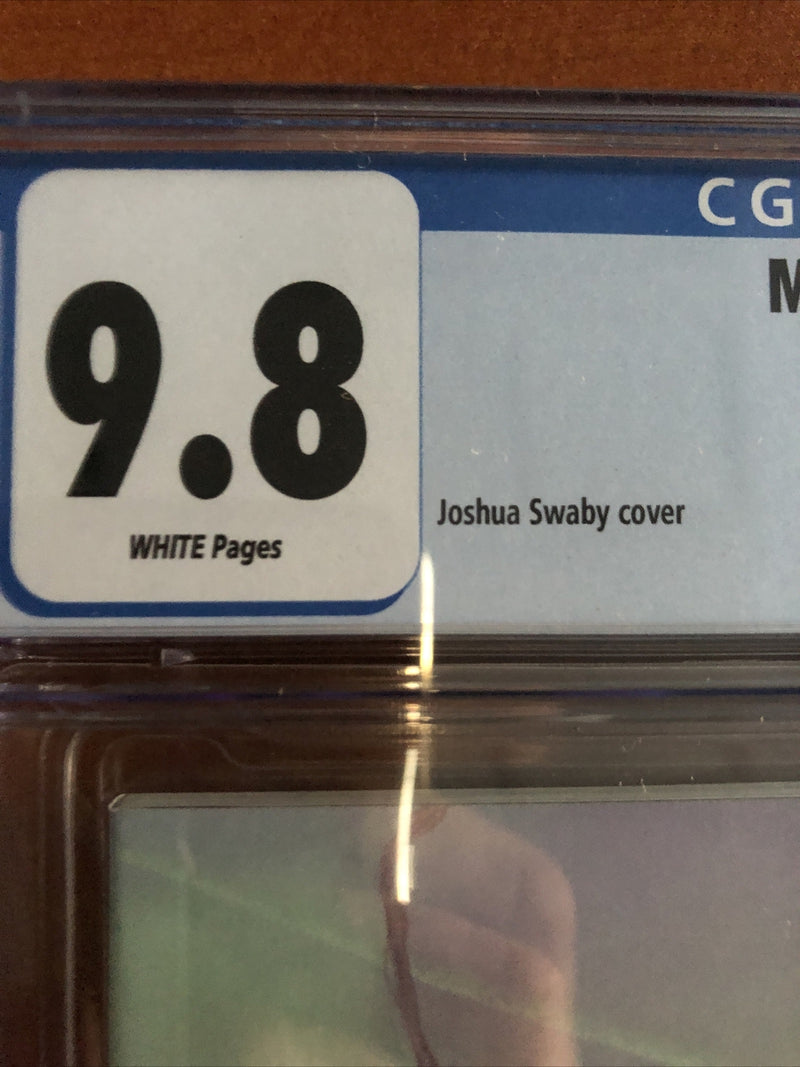 CG
M
9.8
Joshua Swaby cover
WHITE Pages